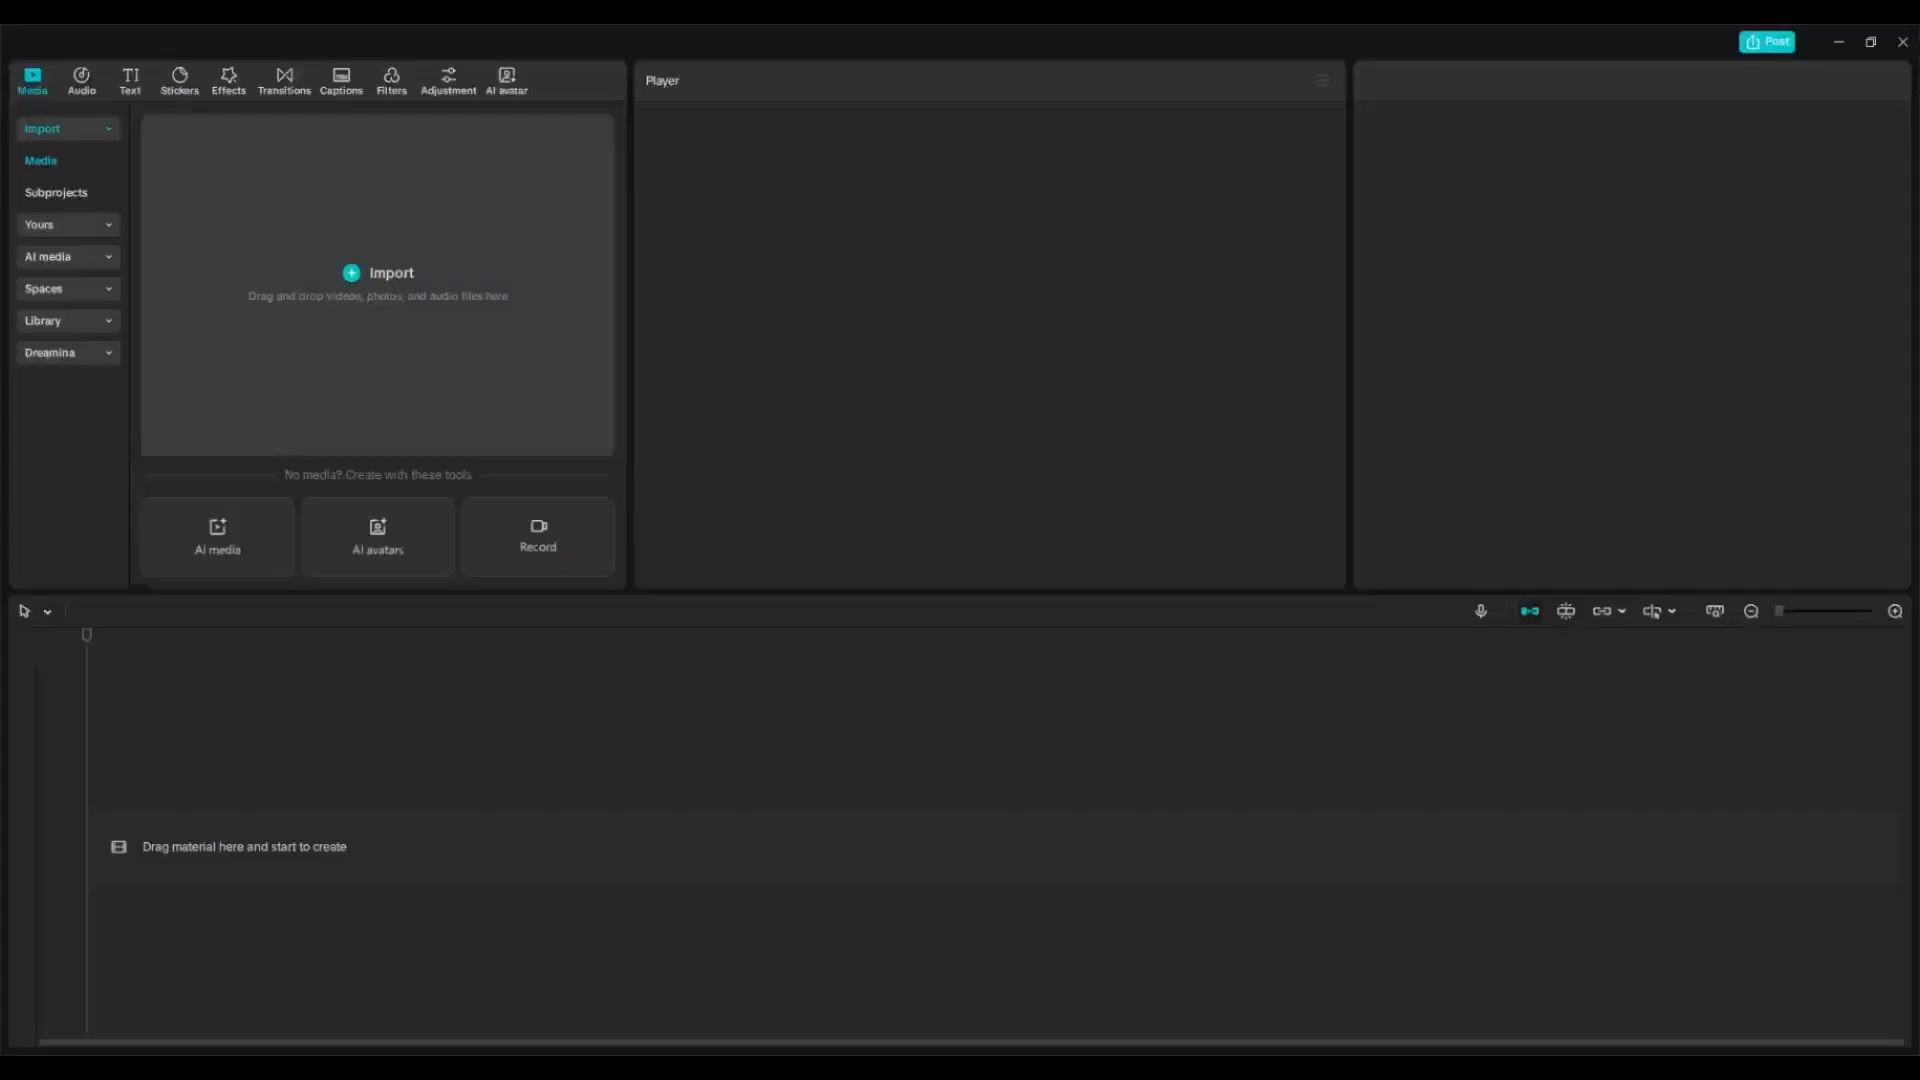 Post
Media Audio Text Stickers Effects Transitions Captions Filters Adjustment AI avatar
Player
Import
Media
Subprojects
Yours
AI media
Spaces
Library
Dreamina
Import
Drag and drop videos, photos, and audio files here
No media? Create with these tools
AI media
AI avatars
Record
Drag material here and start to create